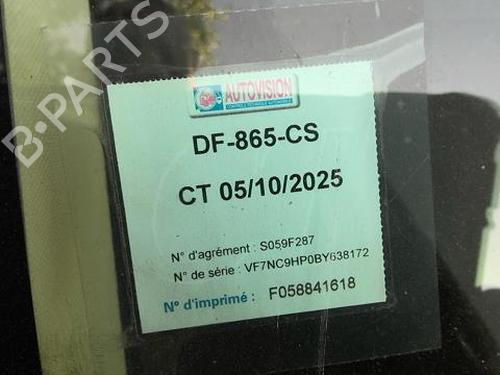 B-PARTS
AUTOVISION
CONTRÔLE TECHNIQUE AUTOMOBILE
DF-865-CS
CT 05/10/2025
N° d'agrément : S059F287
N° de série : VF7NC9HP0BY638172
N° d'imprimé : F058841618